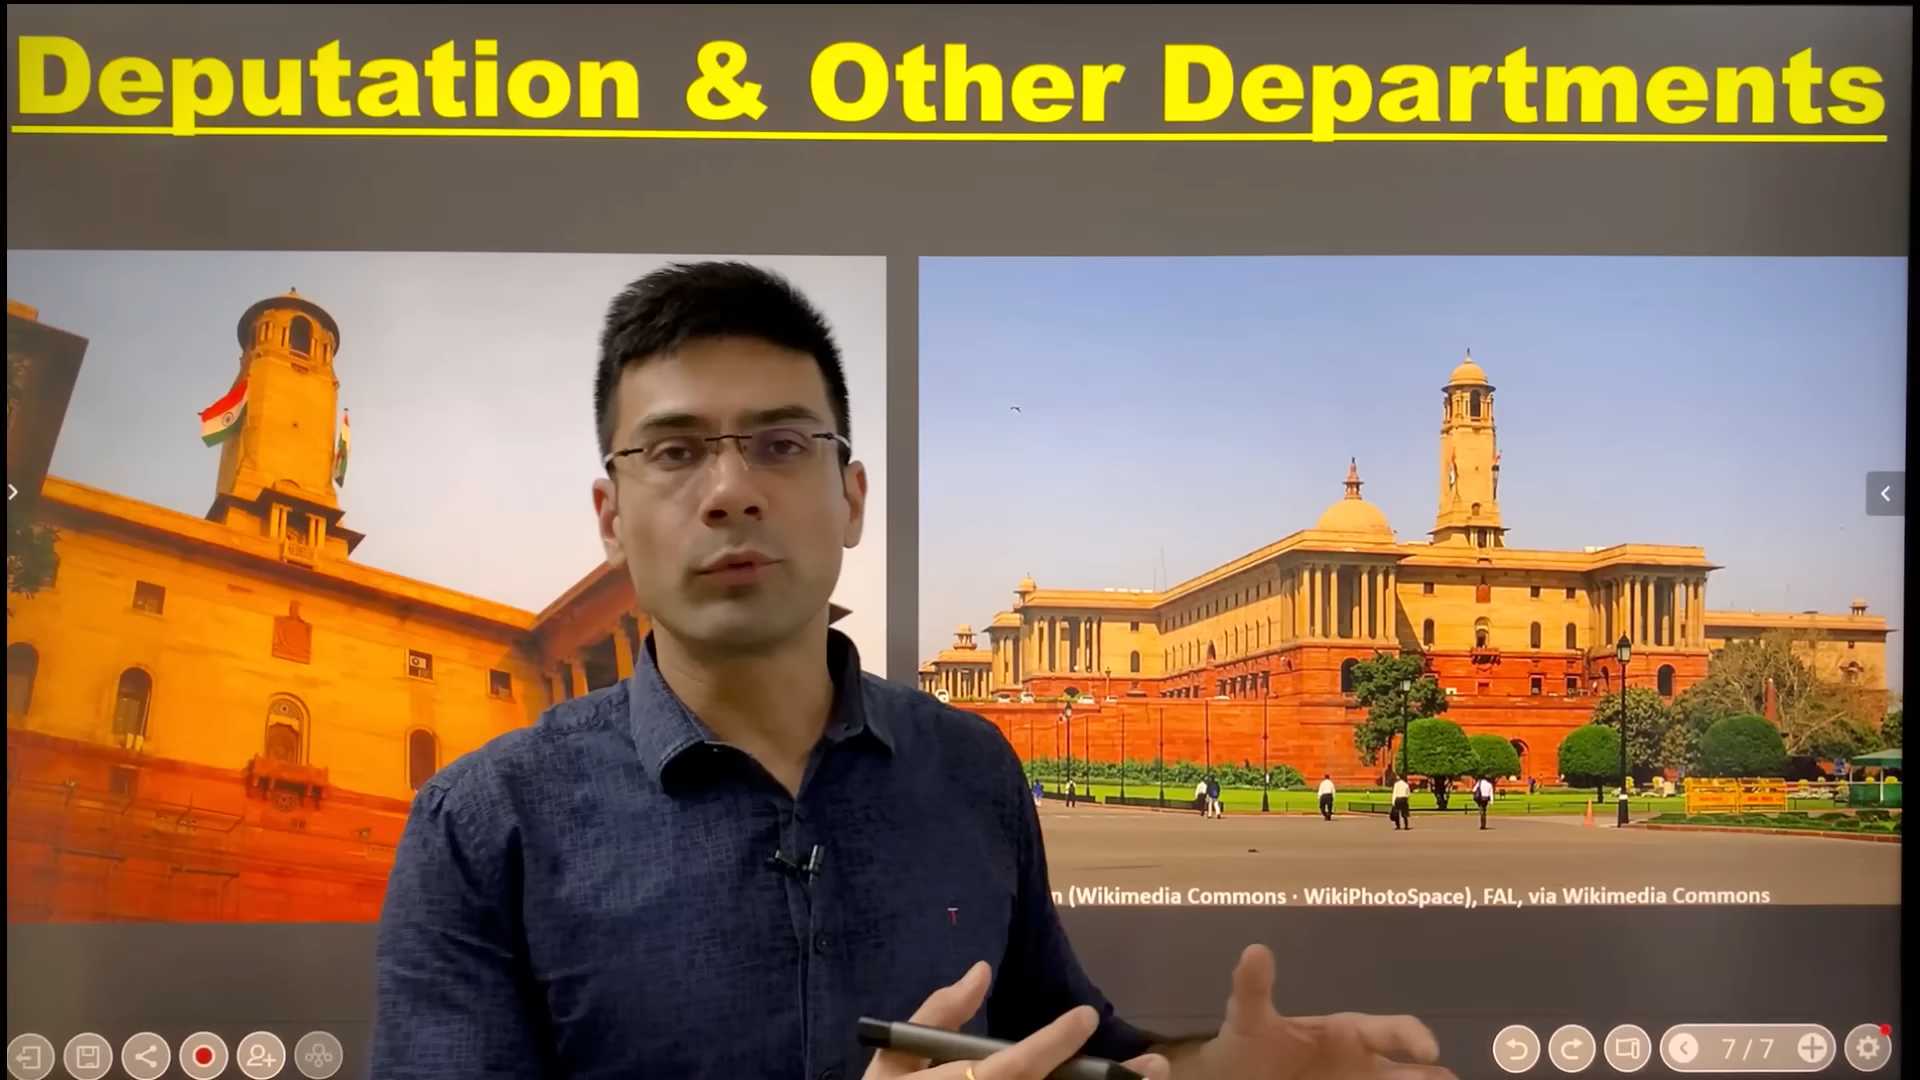 Deputation & Other Departments
n (Wikimedia Commons · WikiPhotoSpace), FAL, via Wikimedia Commons
7/7